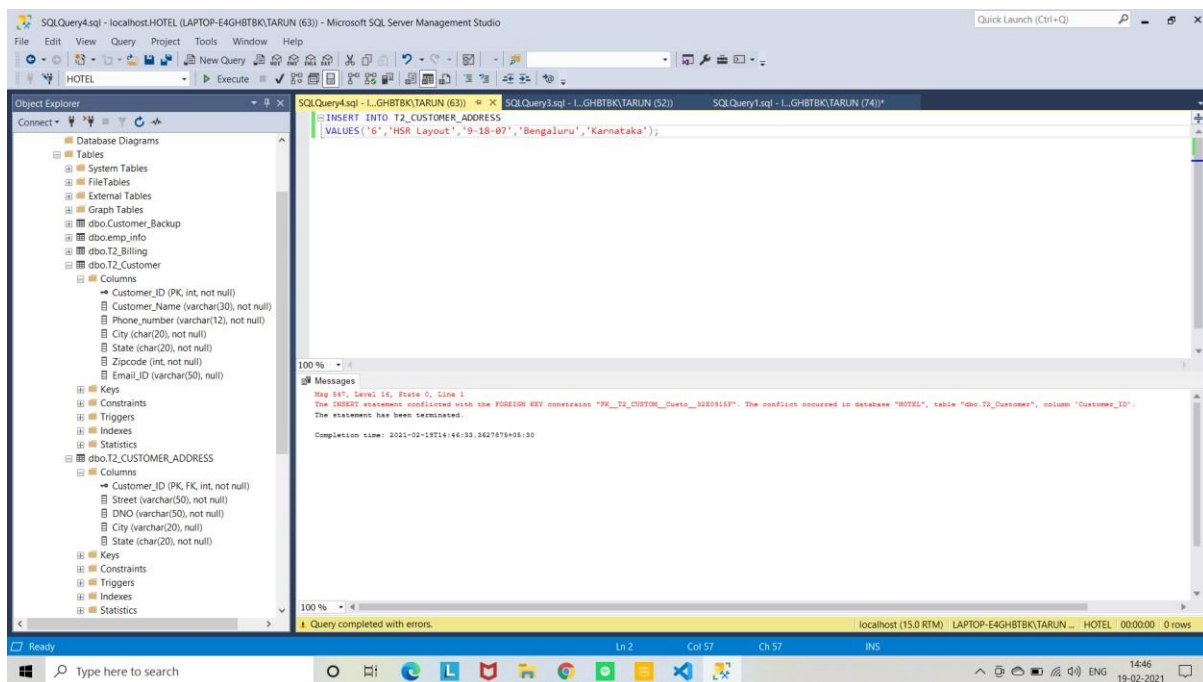 SQLQuery4.sql - localhost.HOTEL (LAPTOP-E4GHBTBK\TARUN (63)) - Microsoft SQL Server Management Studio
Quick Launch (Ctrl+Q)
File Edit View Query Project Tools Window Help
New Query
HOTEL
Execute
Object Explorer
Connect
Database Diagrams
Tables
System Tables
FileTables
External Tables
Graph Tables
dbo.Customer_Backup
dbo.emp_info
dbo.T2_Billing
dbo.T2_Customer
Columns
Customer_ID (PK, int, not null)
Customer_Name (varchar(30), not null)
Phone_number (varchar(12), not null)
City (char(20), not null)
State (char(20), not null)
Zipcode (int, not null)
Email_ID (varchar(50), null)
Keys
Constraints
Triggers
Indexes
Statistics
dbo.T2_CUSTOMER_ADDRESS
Columns
Customer_ID (PK, FK, int, not null)
Street (varchar(50), not null)
DNO (varchar(50), not null)
City (varchar(20), null)
State (char(20), not null)
Keys
Constraints
Triggers
Indexes
Statistics
SQLQuery4.sql - l...GHBTBK\TARUN (63)) SQLQuery3.sql - l...GHBTBK\TARUN (52)) SQLQuery1.sql - l...GHBTBK\TARUN (74))*
INSERT INTO T2_CUSTOMER_ADDRESS
VALUES('6','HSR Layout','9-18-07','Bengaluru','Karnataka');
100 %
Messages
Msg 547, Level 16, State 0, Line 1
The INSERT statement conflicted with the FOREIGN KEY constraint "FK__T2_CUSTOM__Custo__32E0915F". The conflict occurred in database "HOTEL", table "dbo.T2_Customer", column 'Customer_ID'.
The statement has been terminated.
Completion time: 2021-02-19T14:46:33.3627875+05:30
100 %
Query completed with errors.
localhost (15.0 RTM) LAPTOP-E4GHBTBK\TARUN ... HOTEL 00:00:00 0 rows
Ready
Ln 2 Col 57 Ch 57 INS
Type here to search
ENG
14:46
19-02-2021